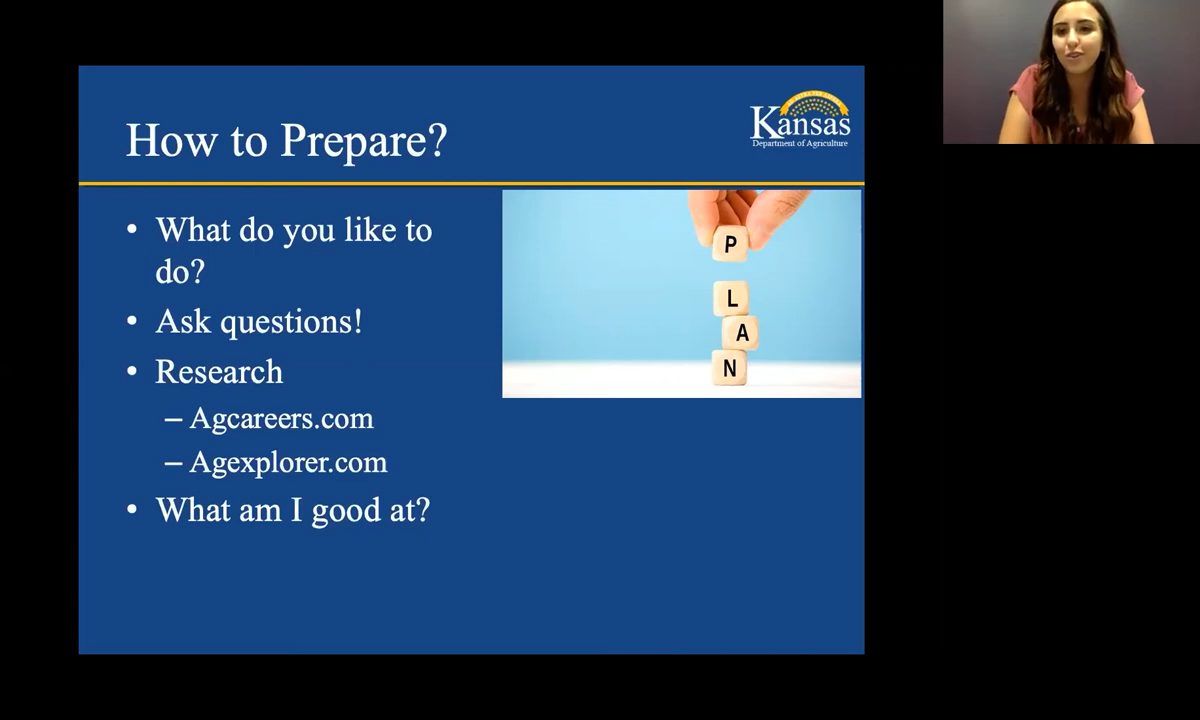 How to Prepare?
Kansas
Department of Agriculture
• What do you like to
do?
• Ask questions!
• Research
– Agcareers.com
– Agexplorer.com
• What am I good at?
P
L
A
N